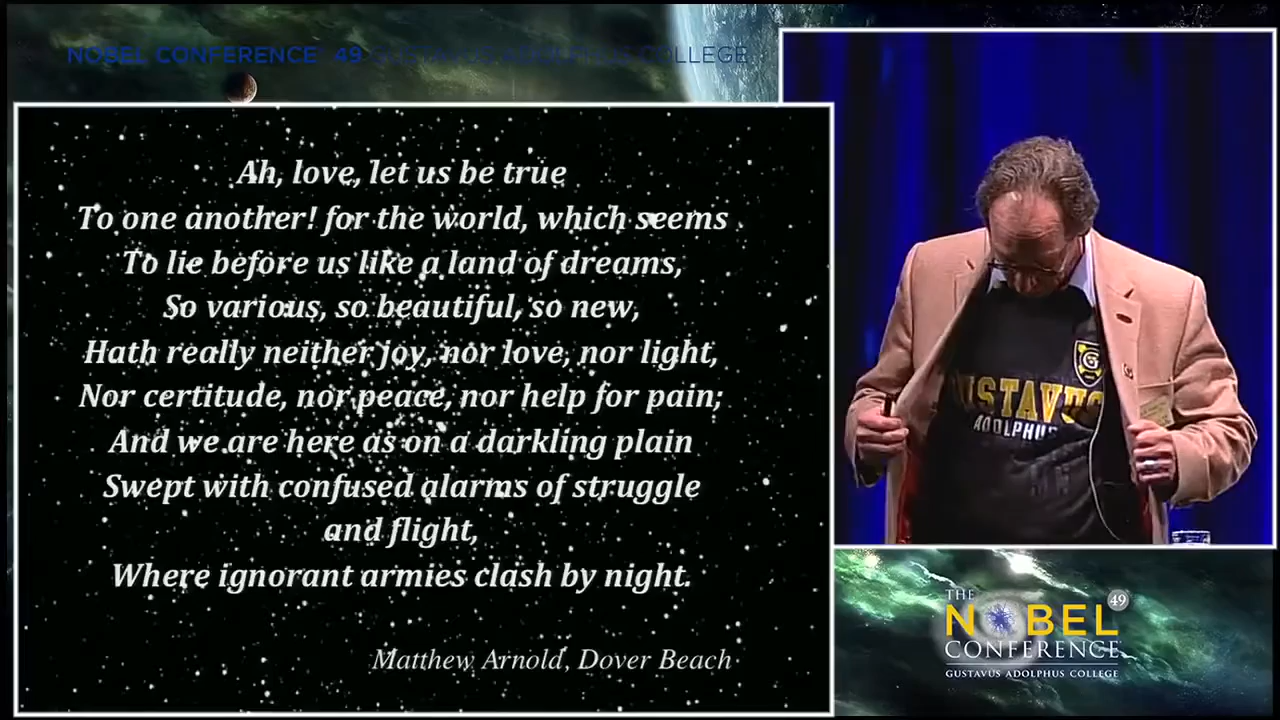 NOBEL CONFERENCE 49 GUSTAVUS ADOLPHUS COLLEGE
Ah, love, let us be true
To one another! for the world, which seems
To lie before us like a land of dreams,
So various, so beautiful, so new,
Hath really neither joy, nor love, nor light,
Nor certitude, nor peace, nor help for pain;
And we are here as on a darkling plain
Swept with confused alarms of struggle
and flight,
Where ignorant armies clash by night.
Matthew Arnold, Dover Beach
GUSTAVUS
ADOLPHUS
THE
NOBEL 49
CONFERENCE
GUSTAVUS ADOLPHUS COLLEGE